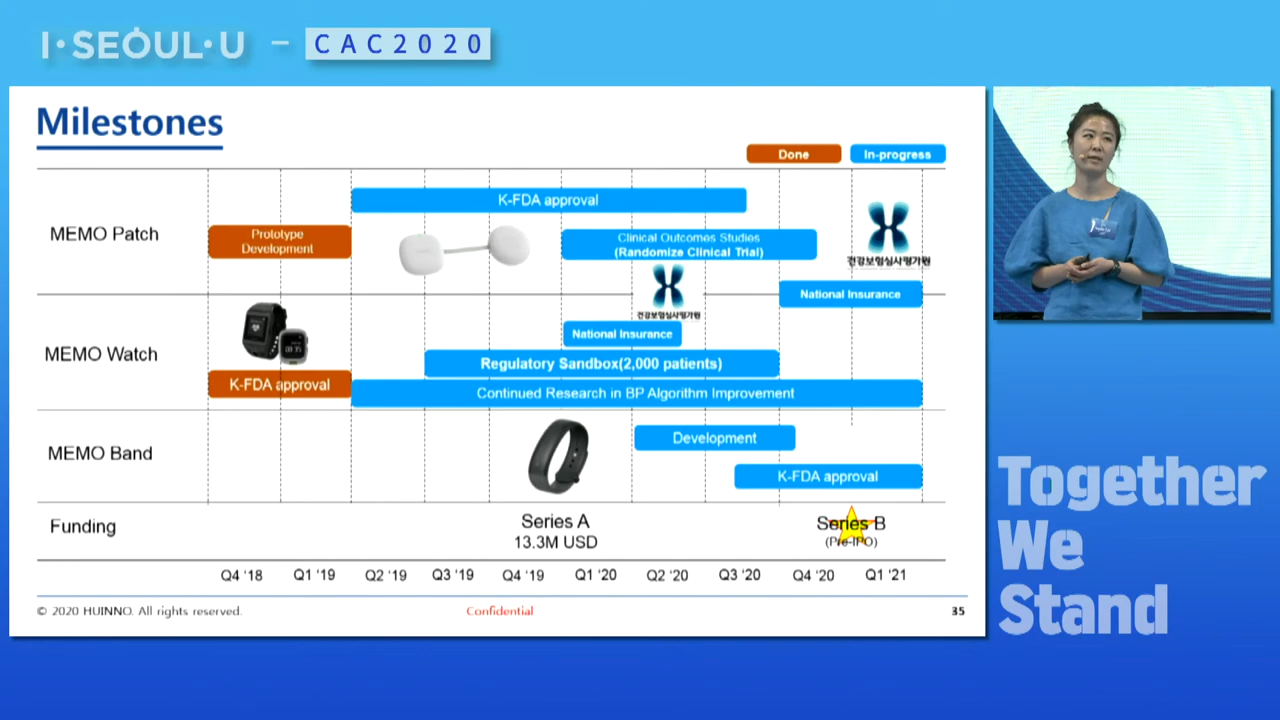 I·SEOUL·U – CAC2020
Milestones
Done
In-progress
K-FDA approval
MEMO Patch
Prototype
Development
Clinical Outcomes Studies
(Randomize Clinical Trial)
건강보험심사평가원
National Insurance
건강보험심사평가원
National Insurance
MEMO Watch
Regulatory Sandbox(2,000 patients)
K-FDA approval
Continued Research in BP Algorithm Improvement
MEMO Band
Development
K-FDA approval
Funding
Series A
13.3M USD
Series B
(Pre-IPO)
Q4 '18
Q1 '19
Q2 '19
Q3 '19
Q4 '19
Q1 '20
Q2 '20
Q3 '20
Q4 '20
Q1 '21
© 2020 HUINNO. All rights reserved.
Confidential
35
Together
We
Stand